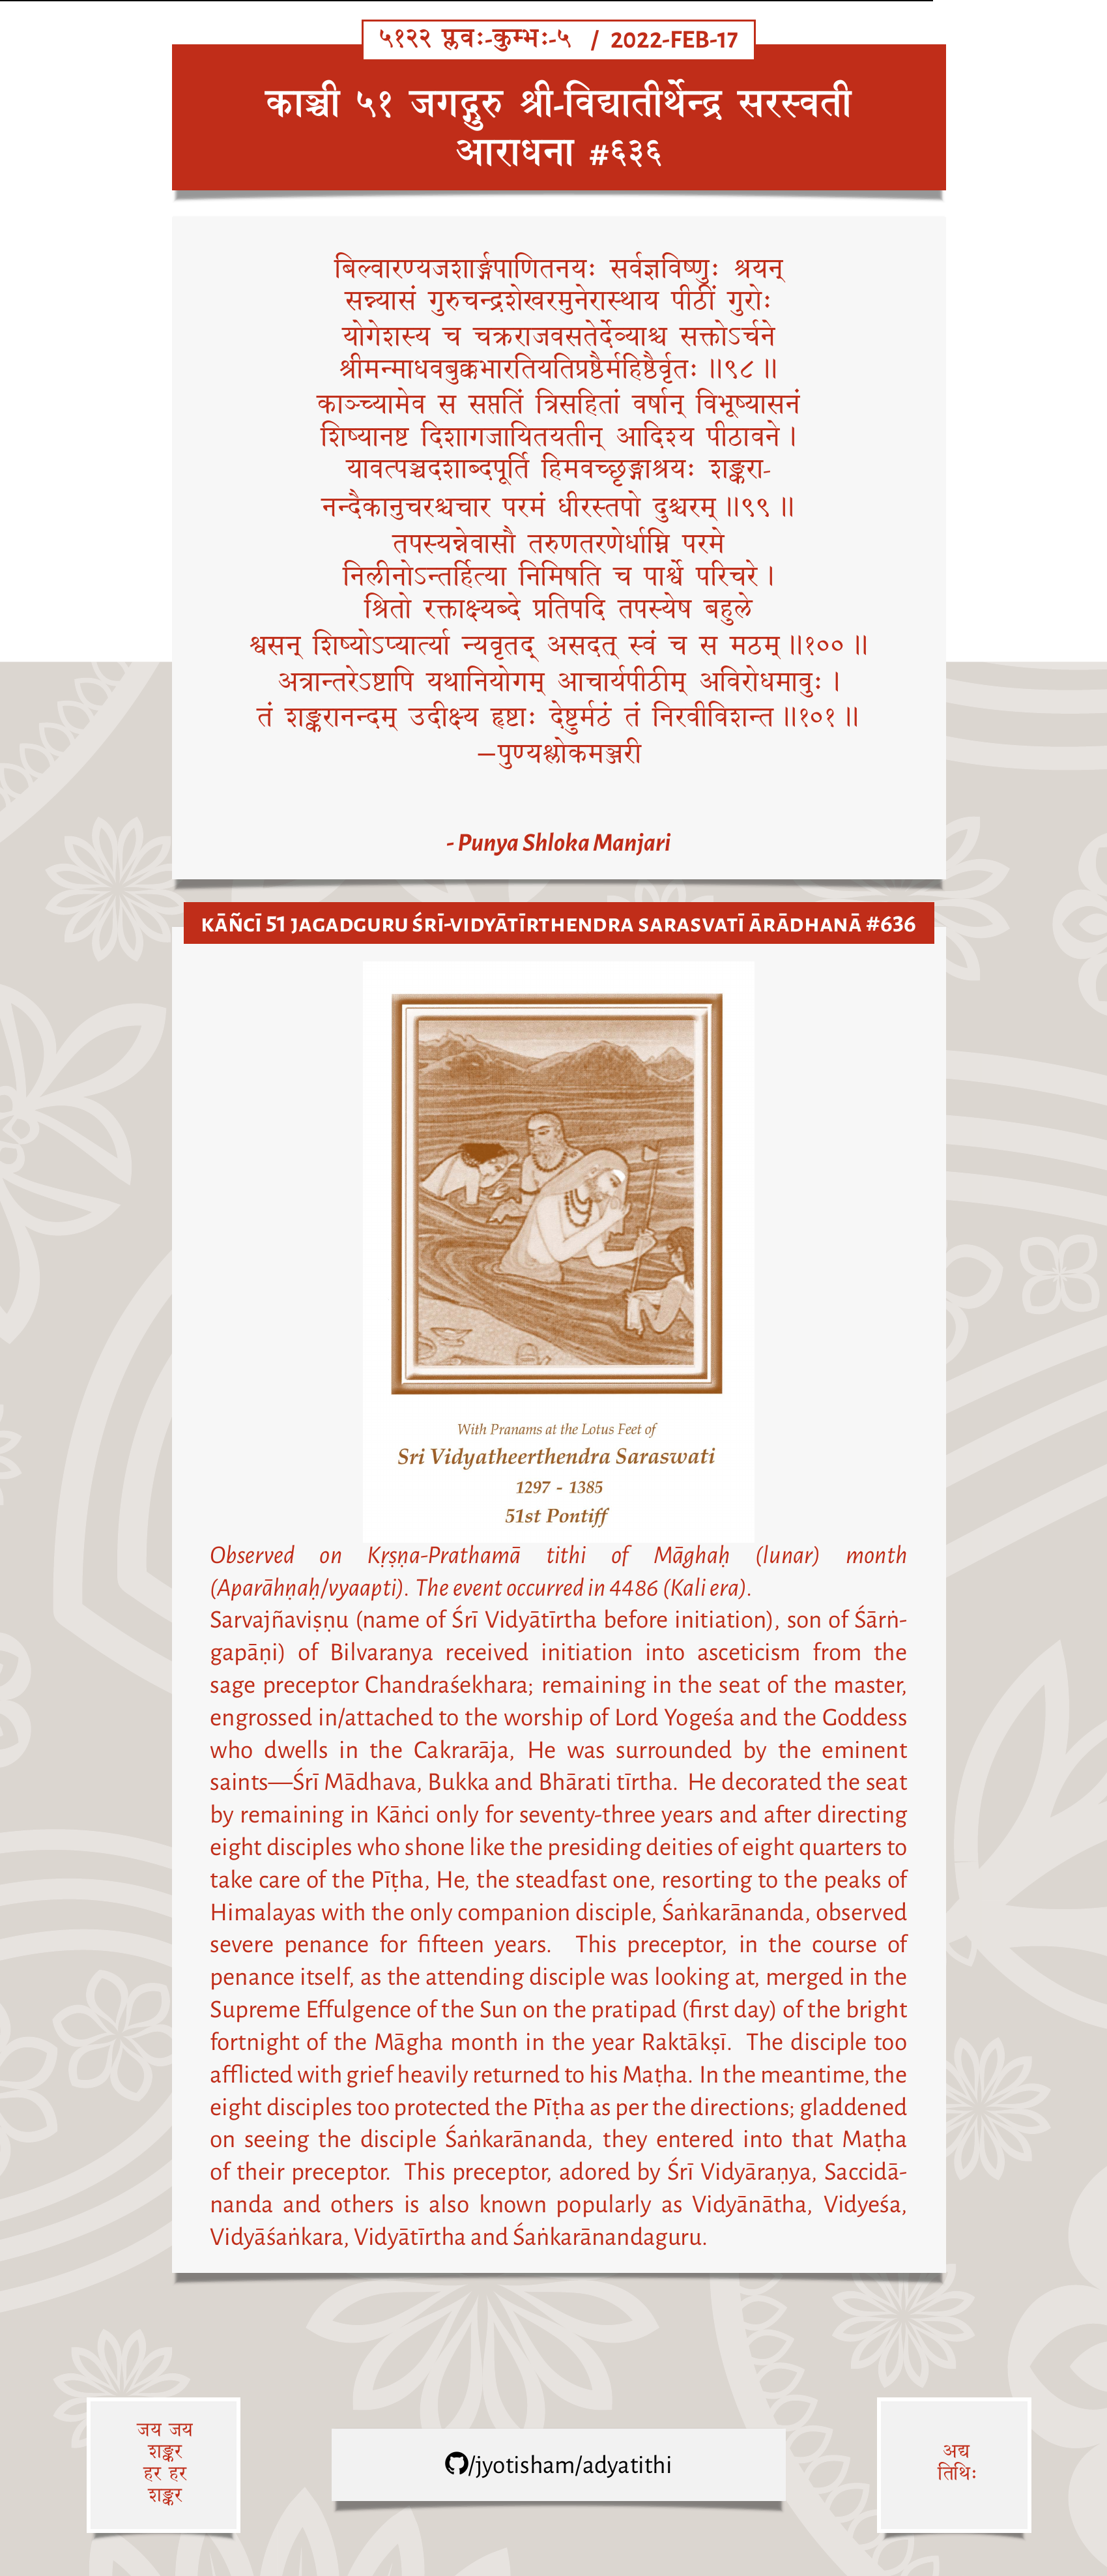 ५१२२ प्लवः-कुम्भः-५ / 2022-FEB-17
काञ्ची ५१ जगद्गुरु श्री-विद्यातीर्थेन्द्र सरस्वती
आराधना #६३६
बिल्वारण्यजशार्ङ्गपाणितनयः सर्वज्ञविष्णुः श्रयन्
सन्न्यासं गुरुचन्द्रशेखरमुनेरास्थाय पीठीं गुरोः
योगेशस्य च चक्रराजवसतेर्देव्याश्च सक्तोऽर्चने
श्रीमन्माधवबुक्कभारतियतिप्रष्ठैर्महिष्ठैर्वृतः ॥९८॥
काञ्च्यामेव स सप्ततिं त्रिसहितां वर्षान् विभूष्यासनं
शिष्यानष्ट दिशागजायितयतीन् आदिश्य पीठावने।
यावत्पञ्चदशाब्दपूर्ति हिमवच्छृङ्गाश्रयः शङ्करा-
नन्दैकानुचरश्चचार परमं धीरस्तपो दुश्चरम्॥९९॥
तपस्यन्नेवासौ तरुणतरणेर्धाम्नि परमे
निलीनोऽन्तर्हित्या निमिषति च पार्श्वे परिचरे।
श्रितो रक्ताक्ष्यब्दे प्रतिपदि तपस्येष बहुले
श्वसन् शिष्योऽप्यार्त्या न्यवृतद् असदत् स्वं च स मठम्॥१००॥
अत्रान्तरेऽष्टापि यथानियोगम् आचार्यपीठीम् अविरोधमावुः।
तं शङ्करानन्दम् उदीक्ष्य हृष्टाः देष्टुर्मठं तं निरवीविशन्त॥१०१॥
—पुण्यश्लोकमञ्जरी
- Punya Shloka Manjari
KĀÑCĪ 51 JAGADGURU ŚRĪ-VIDYĀTĪRTHENDRA SARASVATĪ ĀRĀDHANĀ #636
With Pranams at the Lotus Feet of
Sri Vidyatheerthendra Saraswati
1297 - 1385
51st Pontiff
Observed on Kṛṣṇa-Prathamā tithi of Māghaḥ (lunar) month
(Aparāhṇaḥ/vyaapti). The event occurred in 4486 (Kali era).
Sarvajñaviṣṇu (name of Śrī Vidyātīrtha before initiation), son of Śārṅ-
gapāṇi) of Bilvaranya received initiation into asceticism from the
sage preceptor Chandraśekhara; remaining in the seat of the master,
engrossed in/attached to the worship of Lord Yogeśa and the Goddess
who dwells in the Cakrarāja, He was surrounded by the eminent
saints—Śrī Mādhava, Bukka and Bhārati tīrtha. He decorated the seat
by remaining in Kāṅci only for seventy-three years and after directing
eight disciples who shone like the presiding deities of eight quarters to
take care of the Pīṭha, He, the steadfast one, resorting to the peaks of
Himalayas with the only companion disciple, Śaṅkarānanda, observed
severe penance for fifteen years. This preceptor, in the course of
penance itself, as the attending disciple was looking at, merged in the
Supreme Effulgence of the Sun on the pratipad (first day) of the bright
fortnight of the Māgha month in the year Raktākṣī. The disciple too
afflicted with grief heavily returned to his Maṭha. In the meantime, the
eight disciples too protected the Pīṭha as per the directions; gladdened
on seeing the disciple Śaṅkarānanda, they entered into that Maṭha
of their preceptor. This preceptor, adored by Śrī Vidyāraṇya, Saccidā-
nanda and others is also known popularly as Vidyānātha, Vidyeśa,
Vidyāśaṅkara, Vidyātīrtha and Śaṅkarānandaguru.
जय जय
शङ्कर
हर हर
शङ्कर
/jyotisham/adyatithi
अद्य
तिथिः